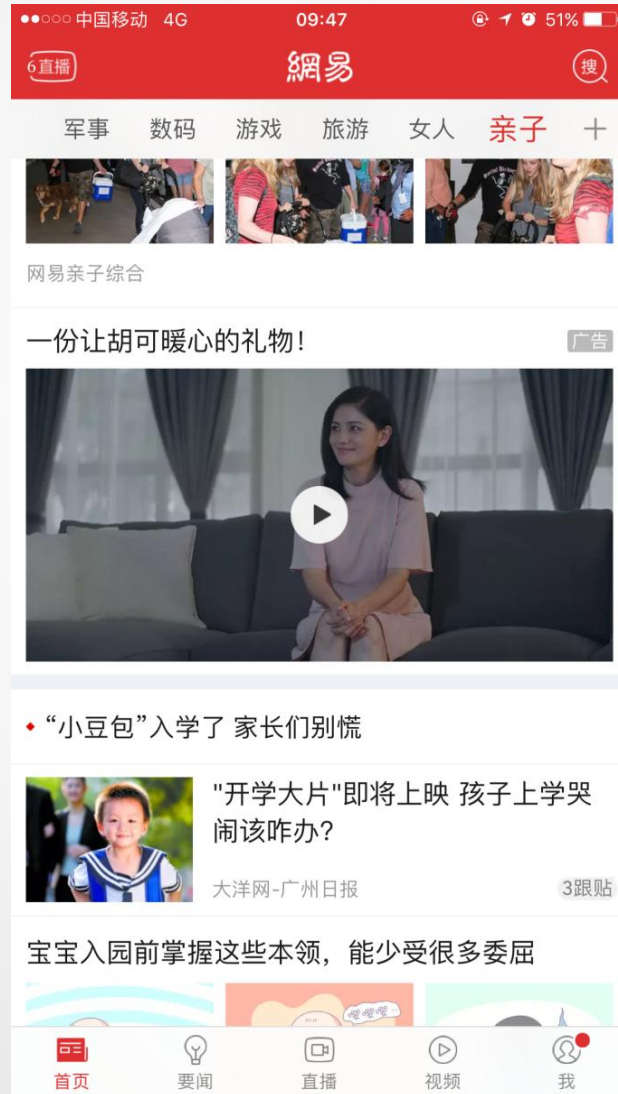 中国移动 4G 09:47 51%
6直播 網易 搜
军事 数码 游戏 旅游 女人 亲子 +
网易亲子综合
一份让胡可暖心的礼物! 广告
“小豆包”入学了 家长们别慌
"开学大片"即将上映 孩子上学哭
闹该咋办?
大洋网-广州日报 3跟贴
宝宝入园前掌握这些本领，能少受很多委屈
首页 要闻 直播 视频 我